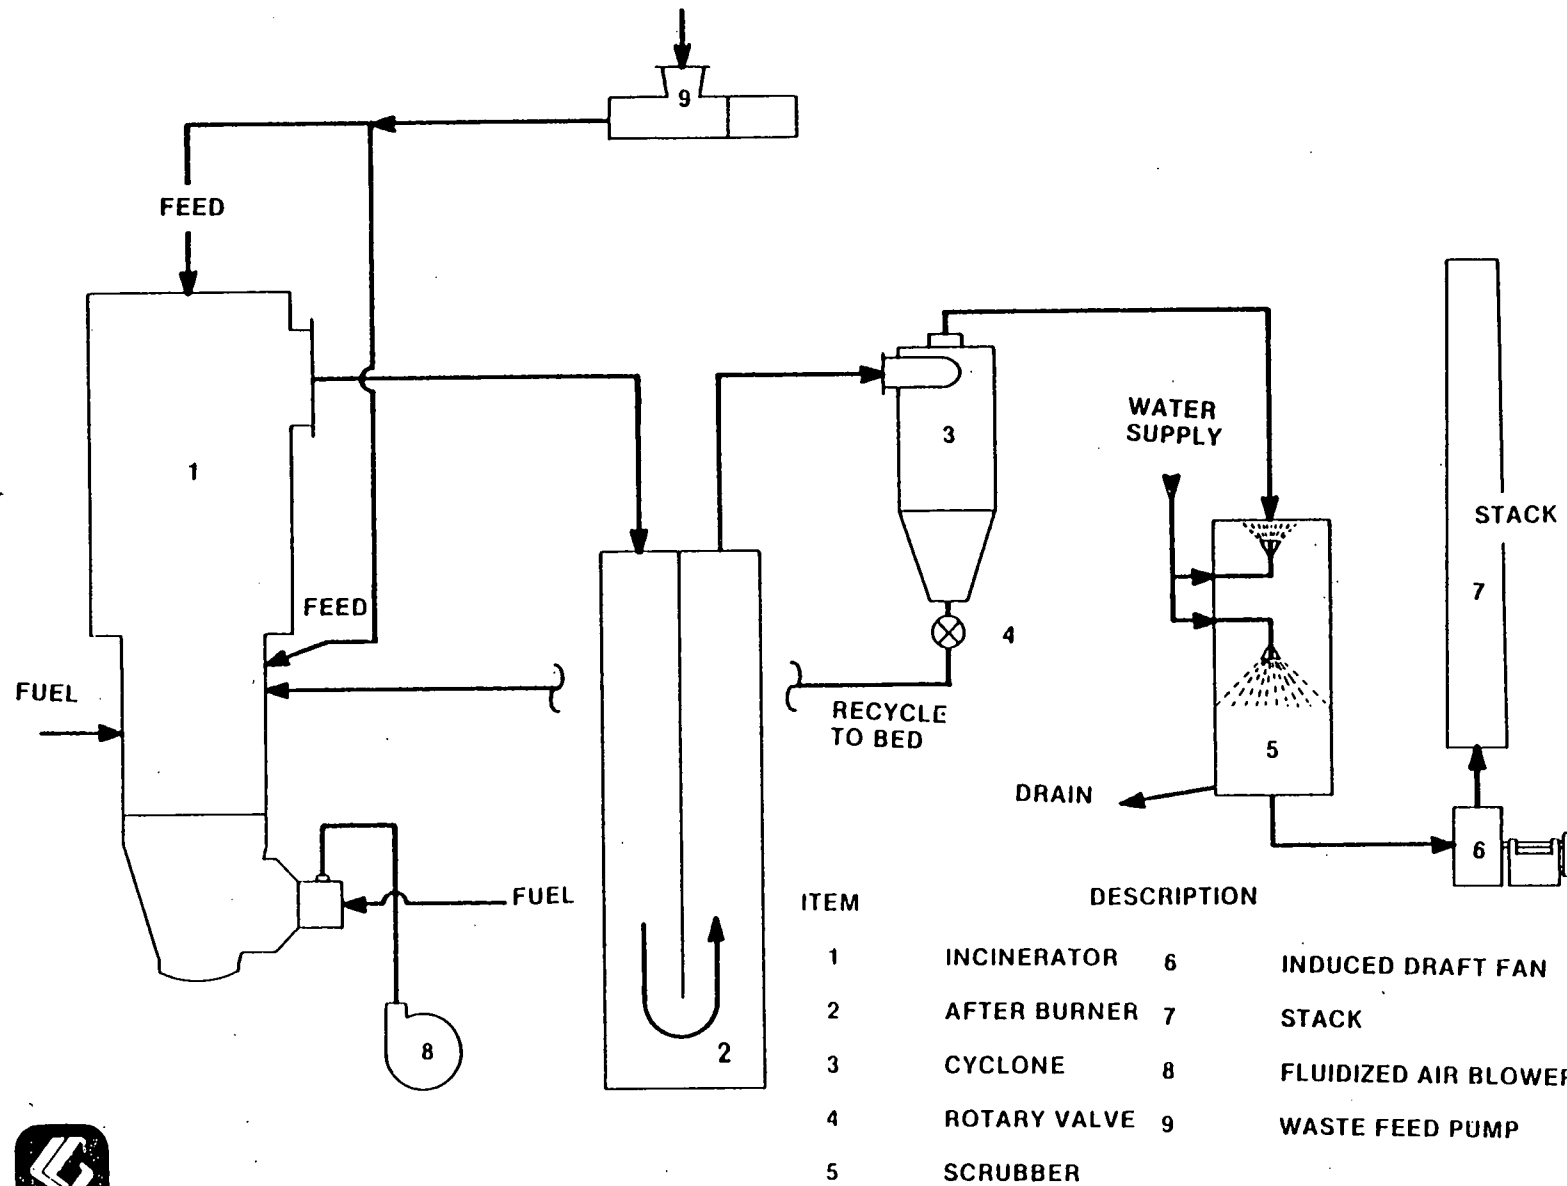 9
FEED
1
3
WATER
SUPPLY
STACK
7
FEED
4
FUEL
RECYCLE
TO BED
5
DRAIN
6
FUEL
8
2
ITEM DESCRIPTION
1 INCINERATOR 6 INDUCED DRAFT FAN
2 AFTER BURNER 7 STACK
3 CYCLONE 8 FLUIDIZED AIR BLOWER
4 ROTARY VALVE 9 WASTE FEED PUMP
5 SCRUBBER